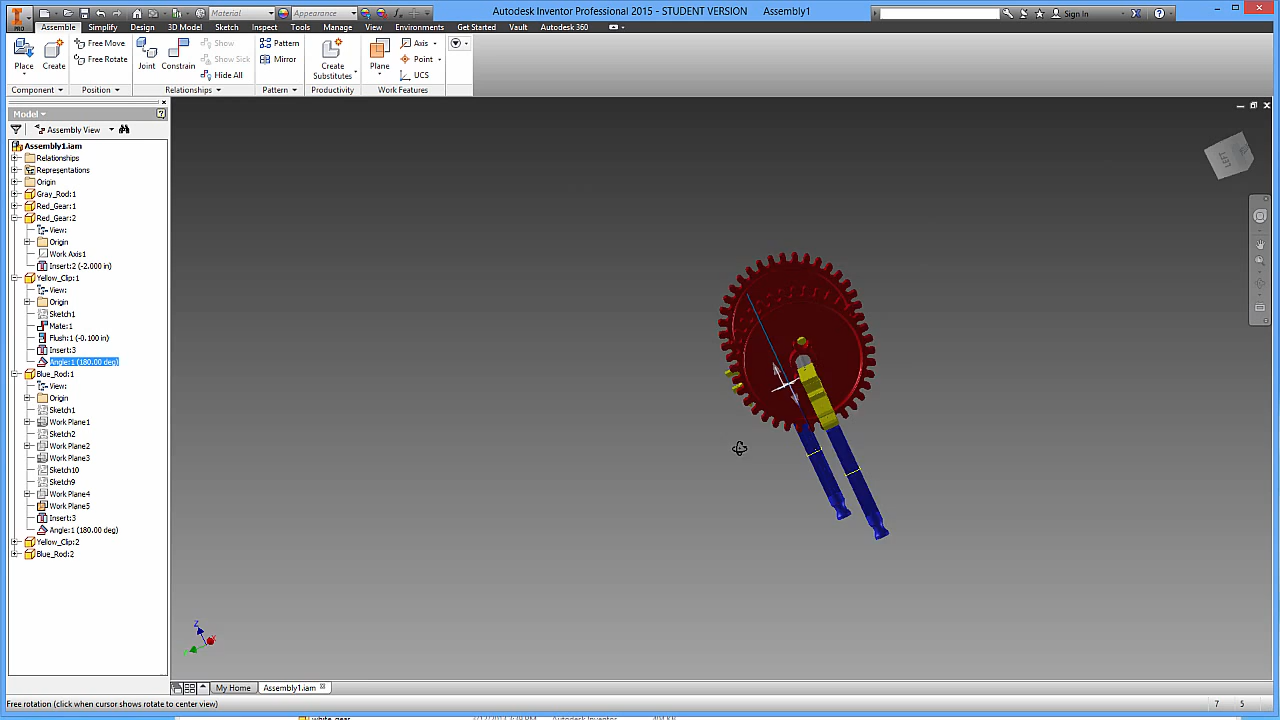 Autodesk Inventor Professional 2015 - STUDENT VERSION Assembly1
Material Appearance Sign In
PRO Assemble Simplify Design 3D Model Sketch Inspect Tools Manage View Environments Get Started Vault Autodesk 360
Place Create Free Move Free Rotate Joint Constrain Show Show Sick Hide All Pattern Mirror Create Substitutes Plane Axis Point UCS
Component Position Relationships Pattern Productivity Work Features
Model
Assembly View
Assembly1.iam
Relationships
Representations
Origin
Gray_Rod:1
Red_Gear:1
Red_Gear:2
View:
Origin
Work Axis1
Insert:2 (-2.000 in)
Yellow_Clip:1
View:
Origin
Sketch1
Mate:1
Flush:1 (-0.100 in)
Insert:3
Angle:1 (180.00 deg)
Blue_Rod:1
View:
Origin
Sketch1
Work Plane1
Sketch2
Work Plane2
Work Plane3
Sketch10
Sketch9
Work Plane4
Work Plane5
Insert:3
Angle:1 (180.00 deg)
Yellow_Clip:2
Blue_Rod:2
LEFT
Z
My Home Assembly1.iam
Free rotation (click when cursor shows rotate to center view) 7 5